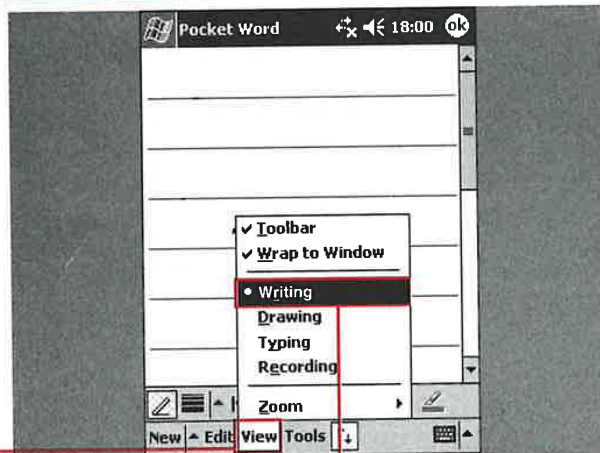 Pocket Word 18:00 ok
Toolbar
Wrap to Window
Writing
Drawing
Typing
Recording
Zoom
New Edit View Tools